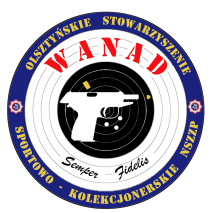 OLSZTYŃSKIE STOWARZYSZENIE
WANAD
Semper Fidelis
SPORTOWO - KOLEKCJONERSKIE NSZZP